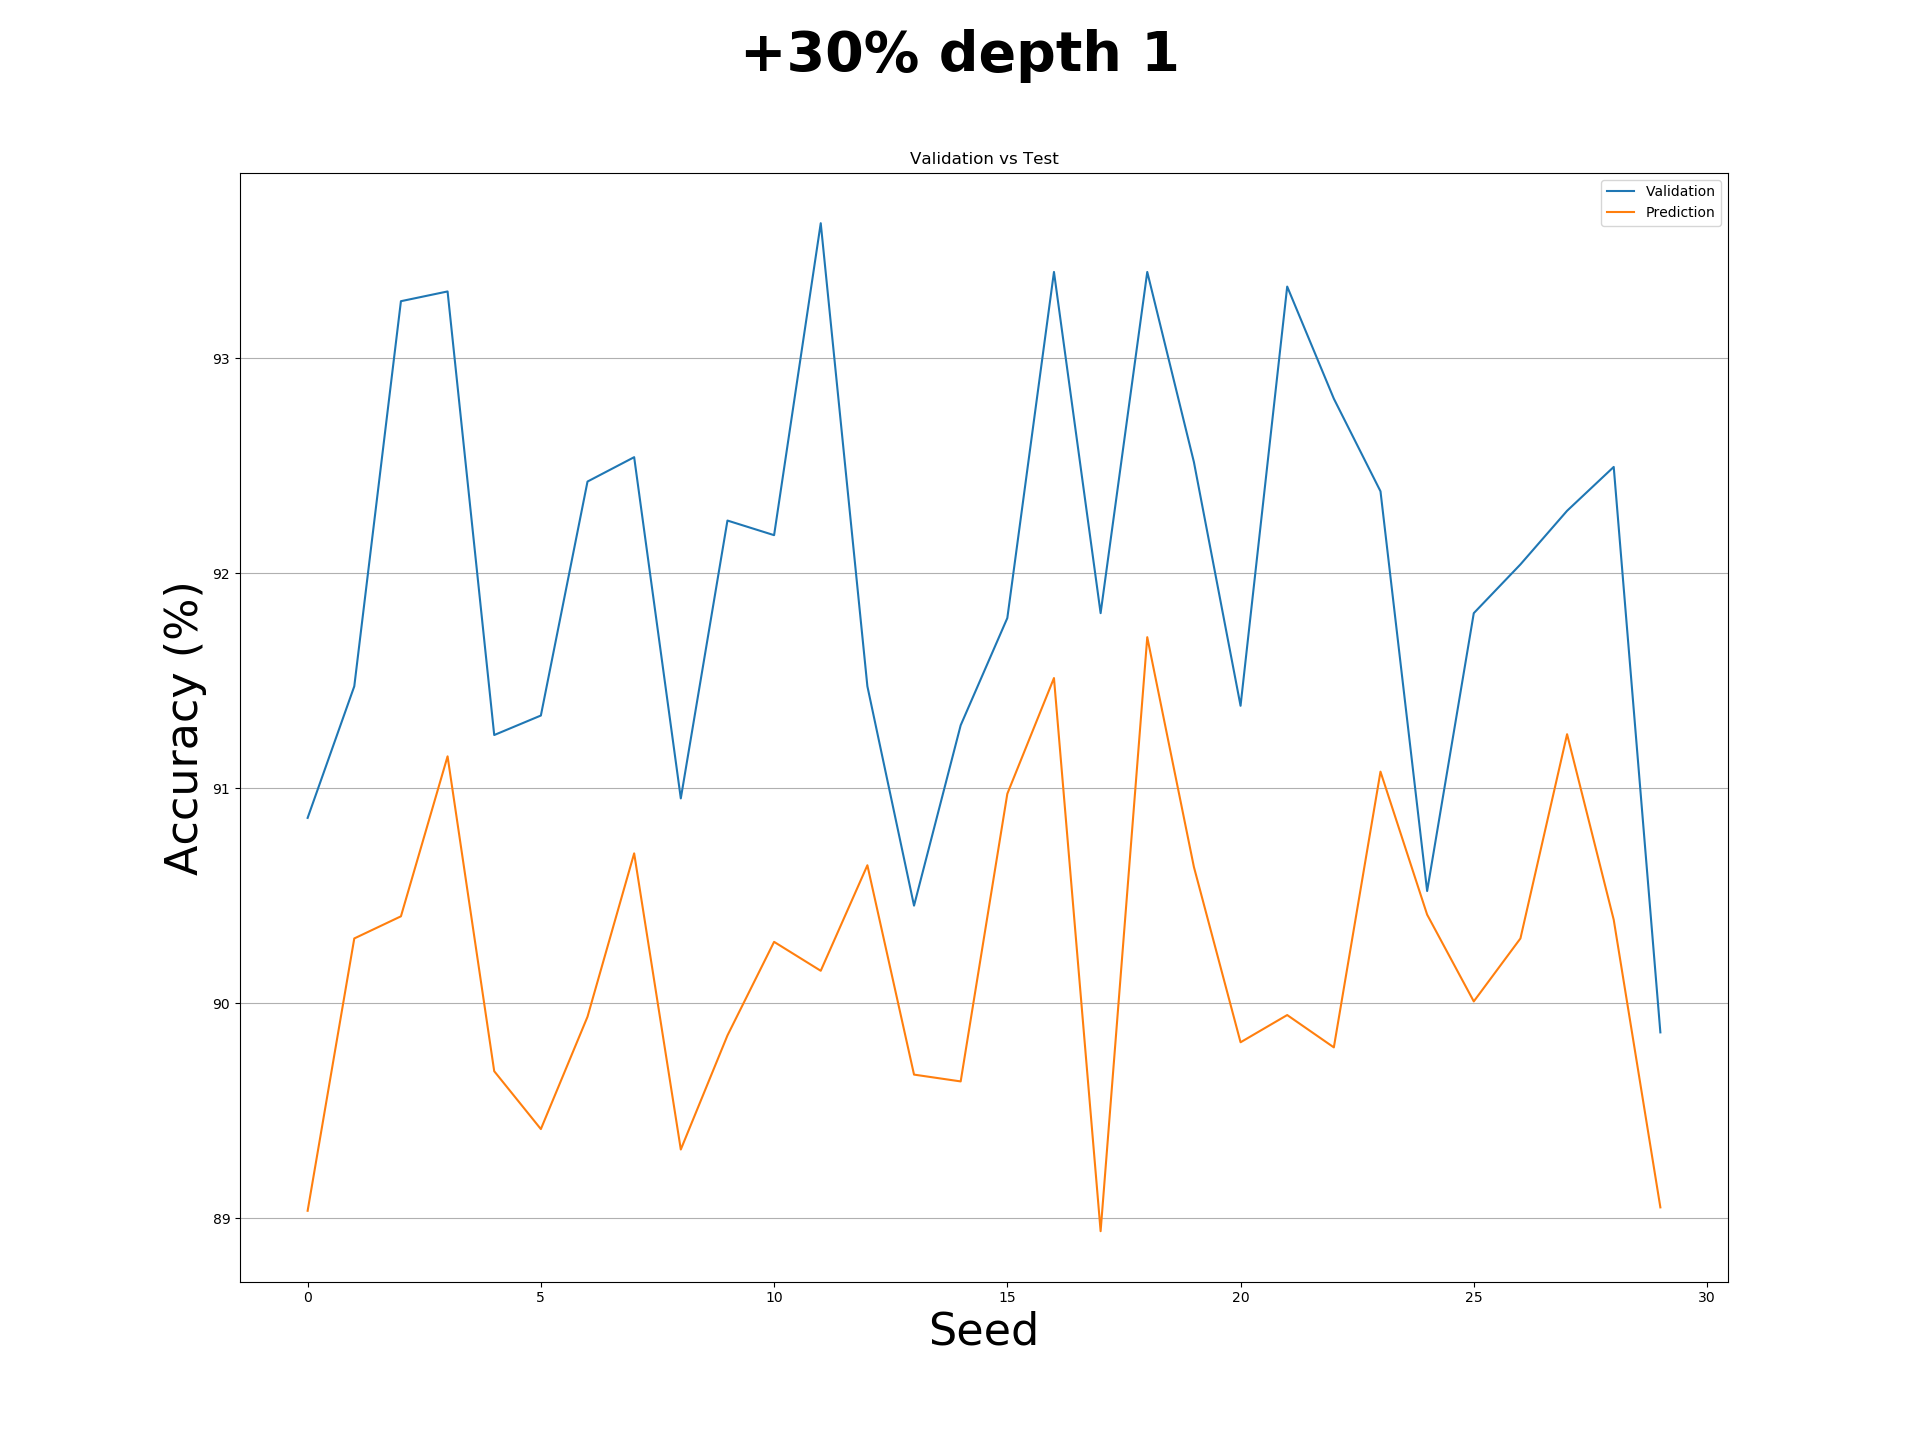 +30% depth 1
Validation vs Test
Validation
Prediction
Accuracy (%)
93
92
91
90
89
0 5 10 15 20 25 30
Seed